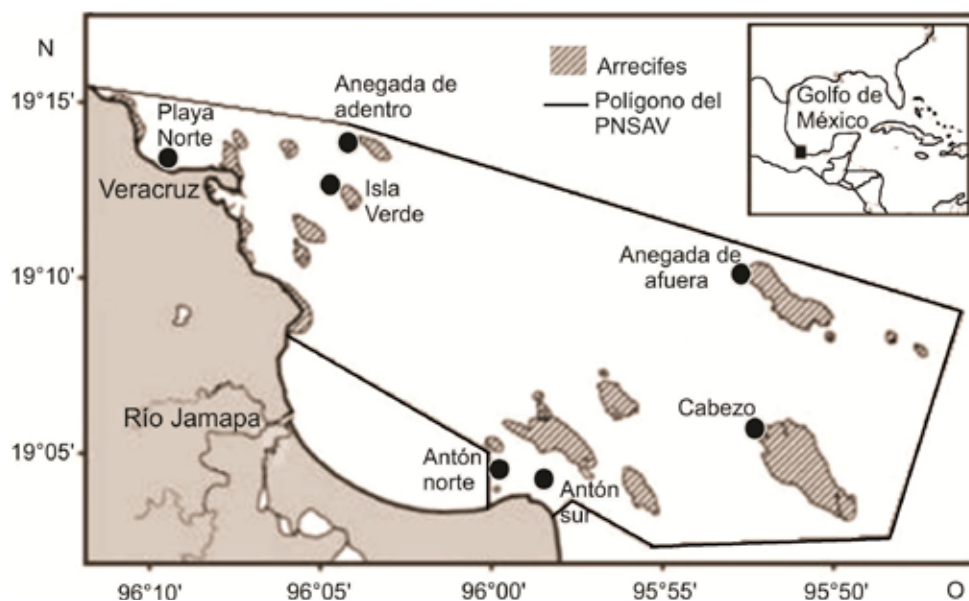 N
19°15'
19°10'
19°05'
Playa
Norte
Veracruz
Anegada de
adentro
Isla
Verde
Arrecifes
Polígono del
PNSAV
Golfo de
México
Anegada de
afuera
Cabezo
Río Jamapa
Antón
norte
Antón
sur
96°10'
96°05'
96°00'
95°55'
95°50'
O